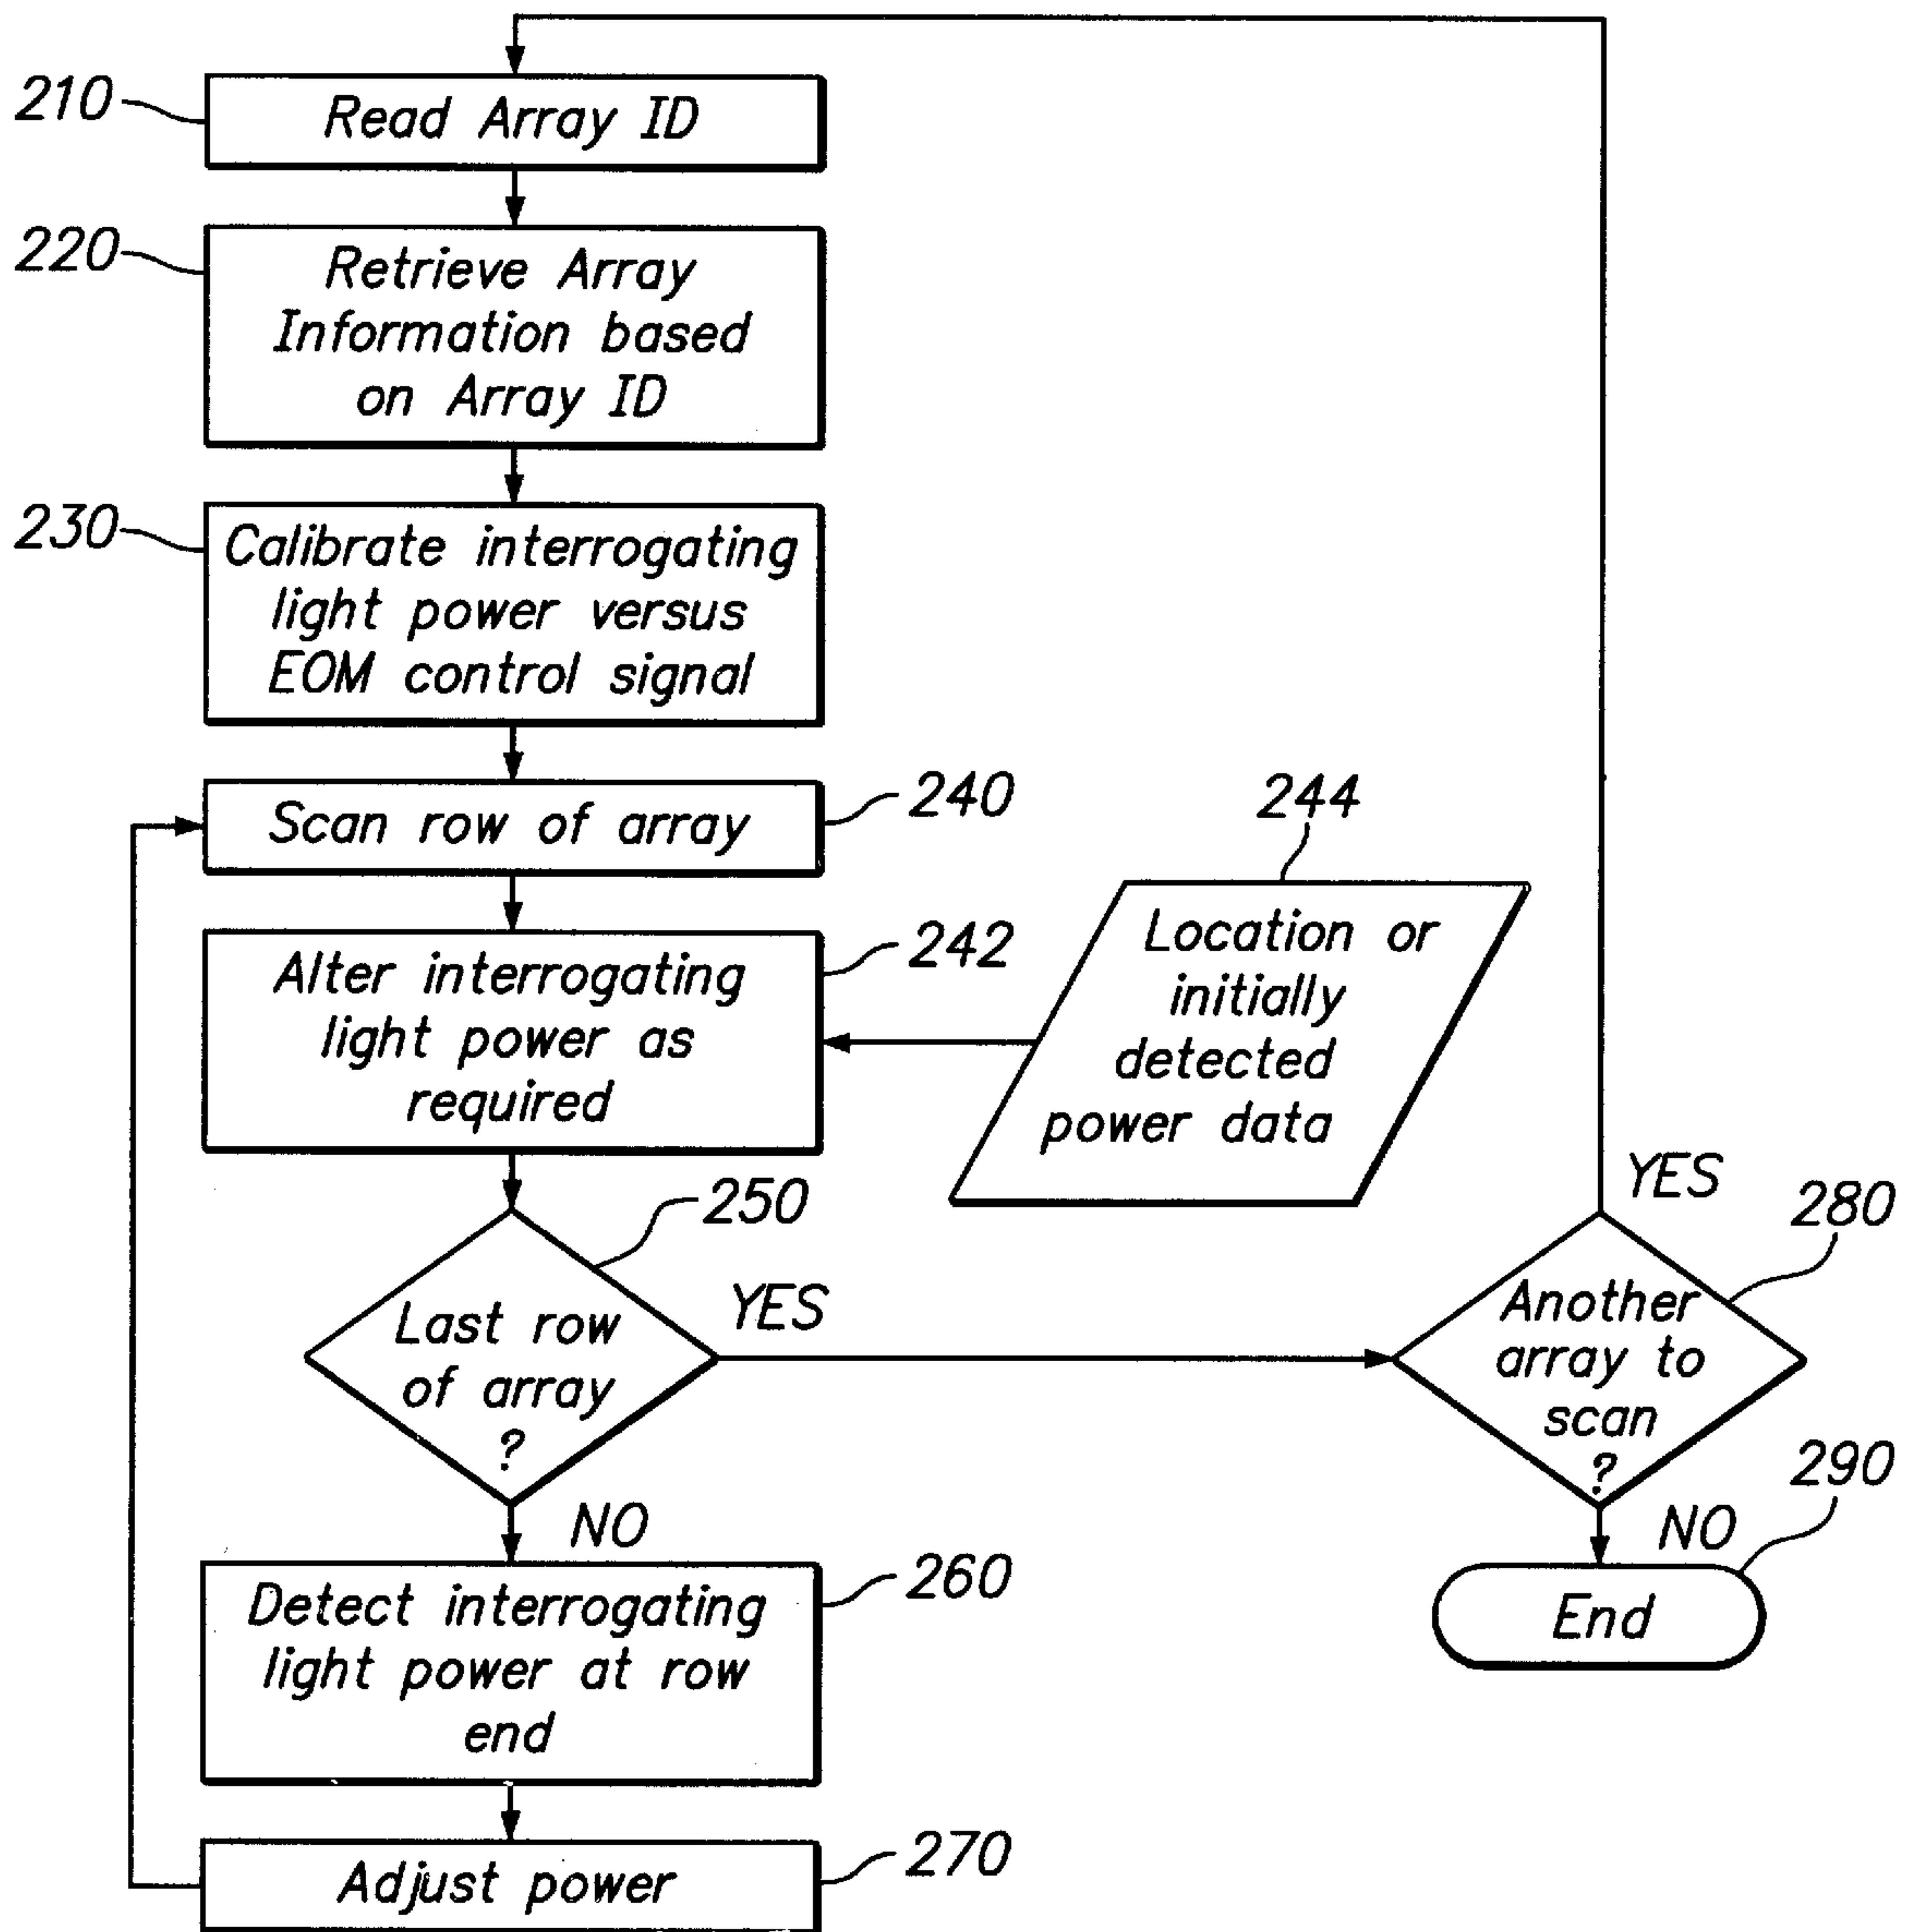 210
Read Array ID
220
Retrieve Array
Information based
on Array ID
230
Calibrate interrogating
light power versus
EOM control signal
240
Scan row of array
244
242
Alter interrogating
light power as
required
Location or
initially
detected
power data
250
Last row
of array
?
YES
YES
280
Another
array to
scan
?
NO
290
End
NO
260
Detect interrogating
light power at row
end
270
Adjust power